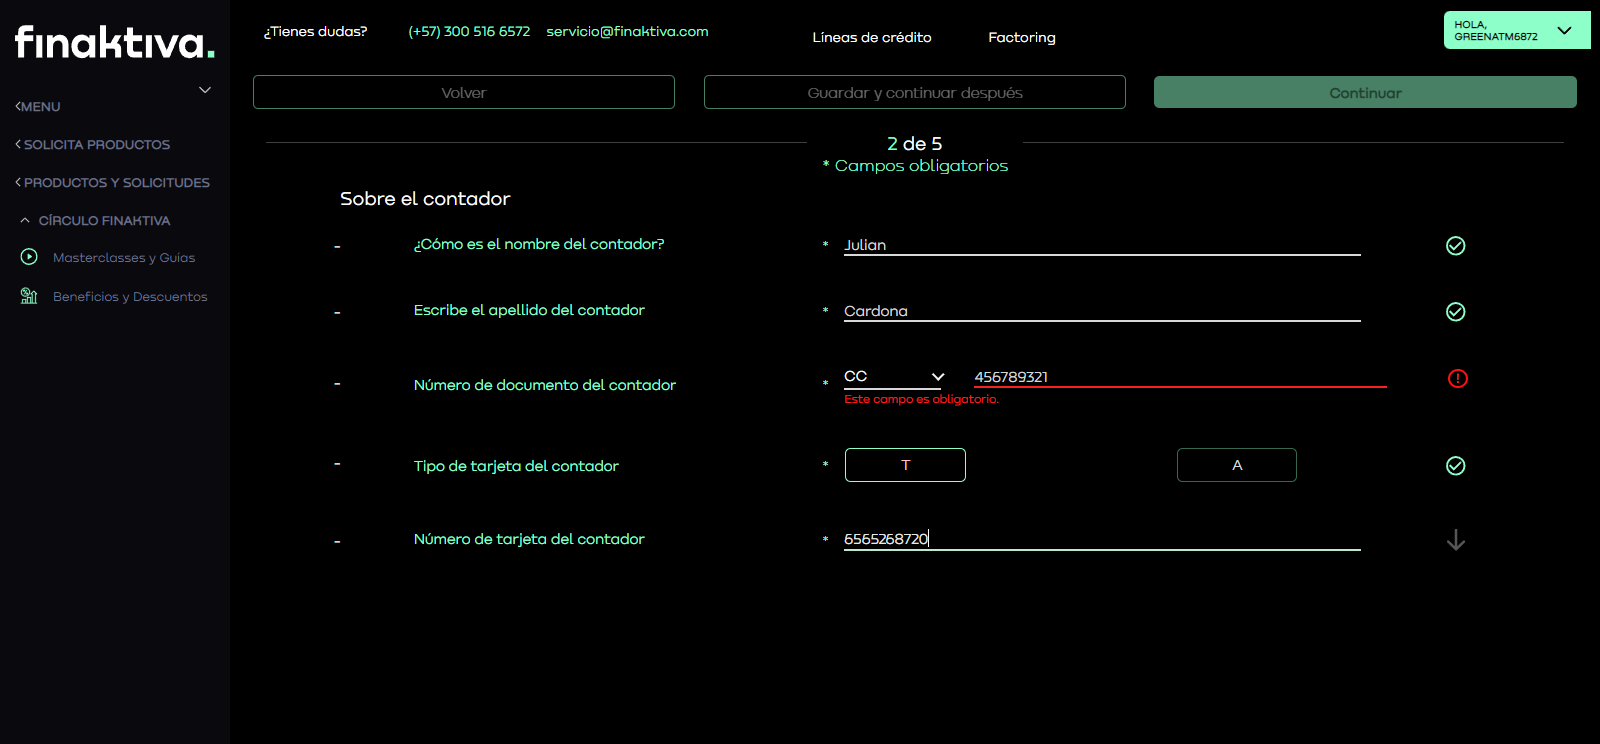 finaktiva.
¿Tienes dudas? (+57) 300 516 6572 servicio@finaktiva.com
Líneas de crédito Factoring
HOLA,
GREENATM6872
MENU
SOLICITA PRODUCTOS
PRODUCTOS Y SOLICITUDES
CÍRCULO FINAKTIVA
Masterclasses y Guías
Beneficios y Descuentos
Volver Guardar y continuar después Continuar
2 de 5
* Campos obligatorios
Sobre el contador
- ¿Cómo es el nombre del contador? * Julian
- Escribe el apellido del contador * Cardona
- Número de documento del contador * CC 456789321
Este campo es obligatorio.
- Tipo de tarjeta del contador * T A
- Número de tarjeta del contador * 6565268720